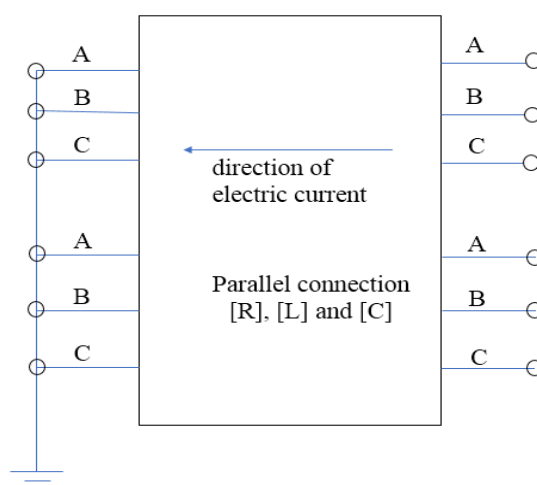 A
A
B
B
C
C
direction of
electric current
A
A
Parallel connection
B
B
[R], [L] and [C]
C
C